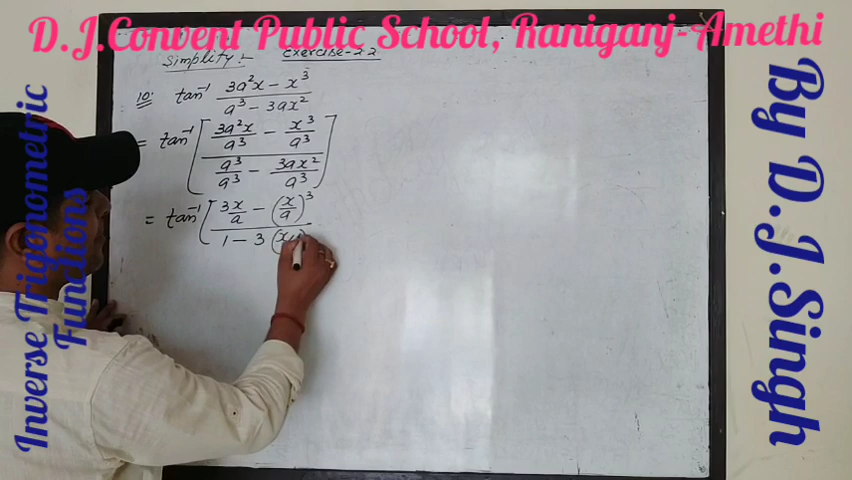 D.J.Convent Public School, Raniganj-Amethi
Simplify :- Exercise-2.2
10. tan⁻¹ (3a²x - x³)/(a³ - 3ax²)
= tan⁻¹ [(3a²x/a³ - x³/a³)/(a³/a³ - 3ax²/a³)]
= tan⁻¹ [(3x/a - (x/a)³)/(1 - 3(x
Inverse Trigonometric
Functions
By D.J.Singh